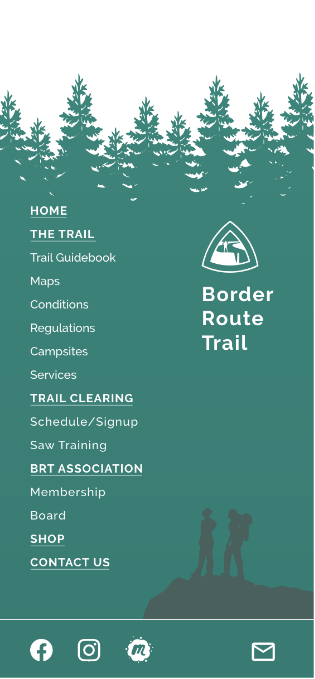 HOME
THE TRAIL
Trail Guidebook
Maps
Conditions
Regulations
Campsites
Services
TRAIL CLEARING
Schedule/Signup
Saw Training
BRT ASSOCIATION
Membership
Board
SHOP
CONTACT US
Border
Route
Trail
m